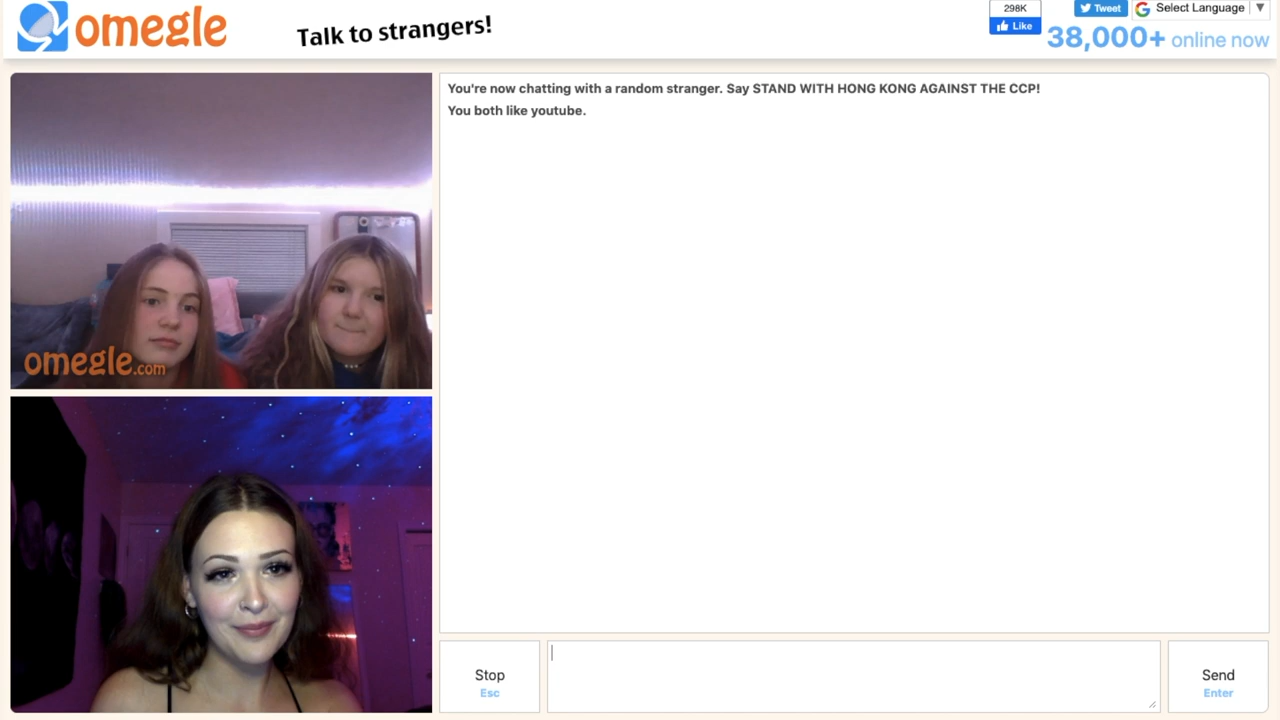 omegle
Talk to strangers!
298K
Like
Tweet
Select Language ▼
38,000+ online now
You're now chatting with a random stranger. Say STAND WITH HONG KONG AGAINST THE CCP!
You both like youtube.
omegle.com
Stop
Esc
Send
Enter